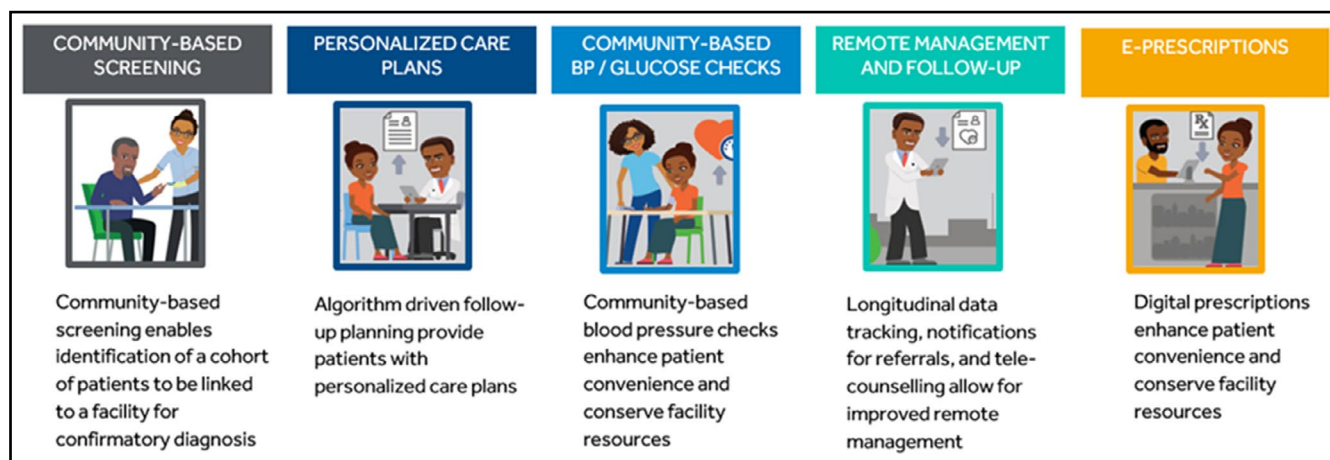 COMMUNITY-BASED
SCREENING
PERSONALIZED CARE
PLANS
COMMUNITY-BASED
BP / GLUCOSE CHECKS
REMOTE MANAGEMENT
AND FOLLOW-UP
E-PRESCRIPTIONS
Rx
Community-based
screening enables
identification of a cohort
of patients to be linked
to a facility for
confirmatory diagnosis
Algorithm driven follow-
up planning provide
patients with
personalized care plans
Community-based
blood pressure checks
enhance patient
convenience and
conserve facility
resources
Longitudinal data
tracking, notifications
for referrals, and tele-
counselling allow for
improved remote
management
Digital prescriptions
enhance patient
convenience and
conserve facility
resources